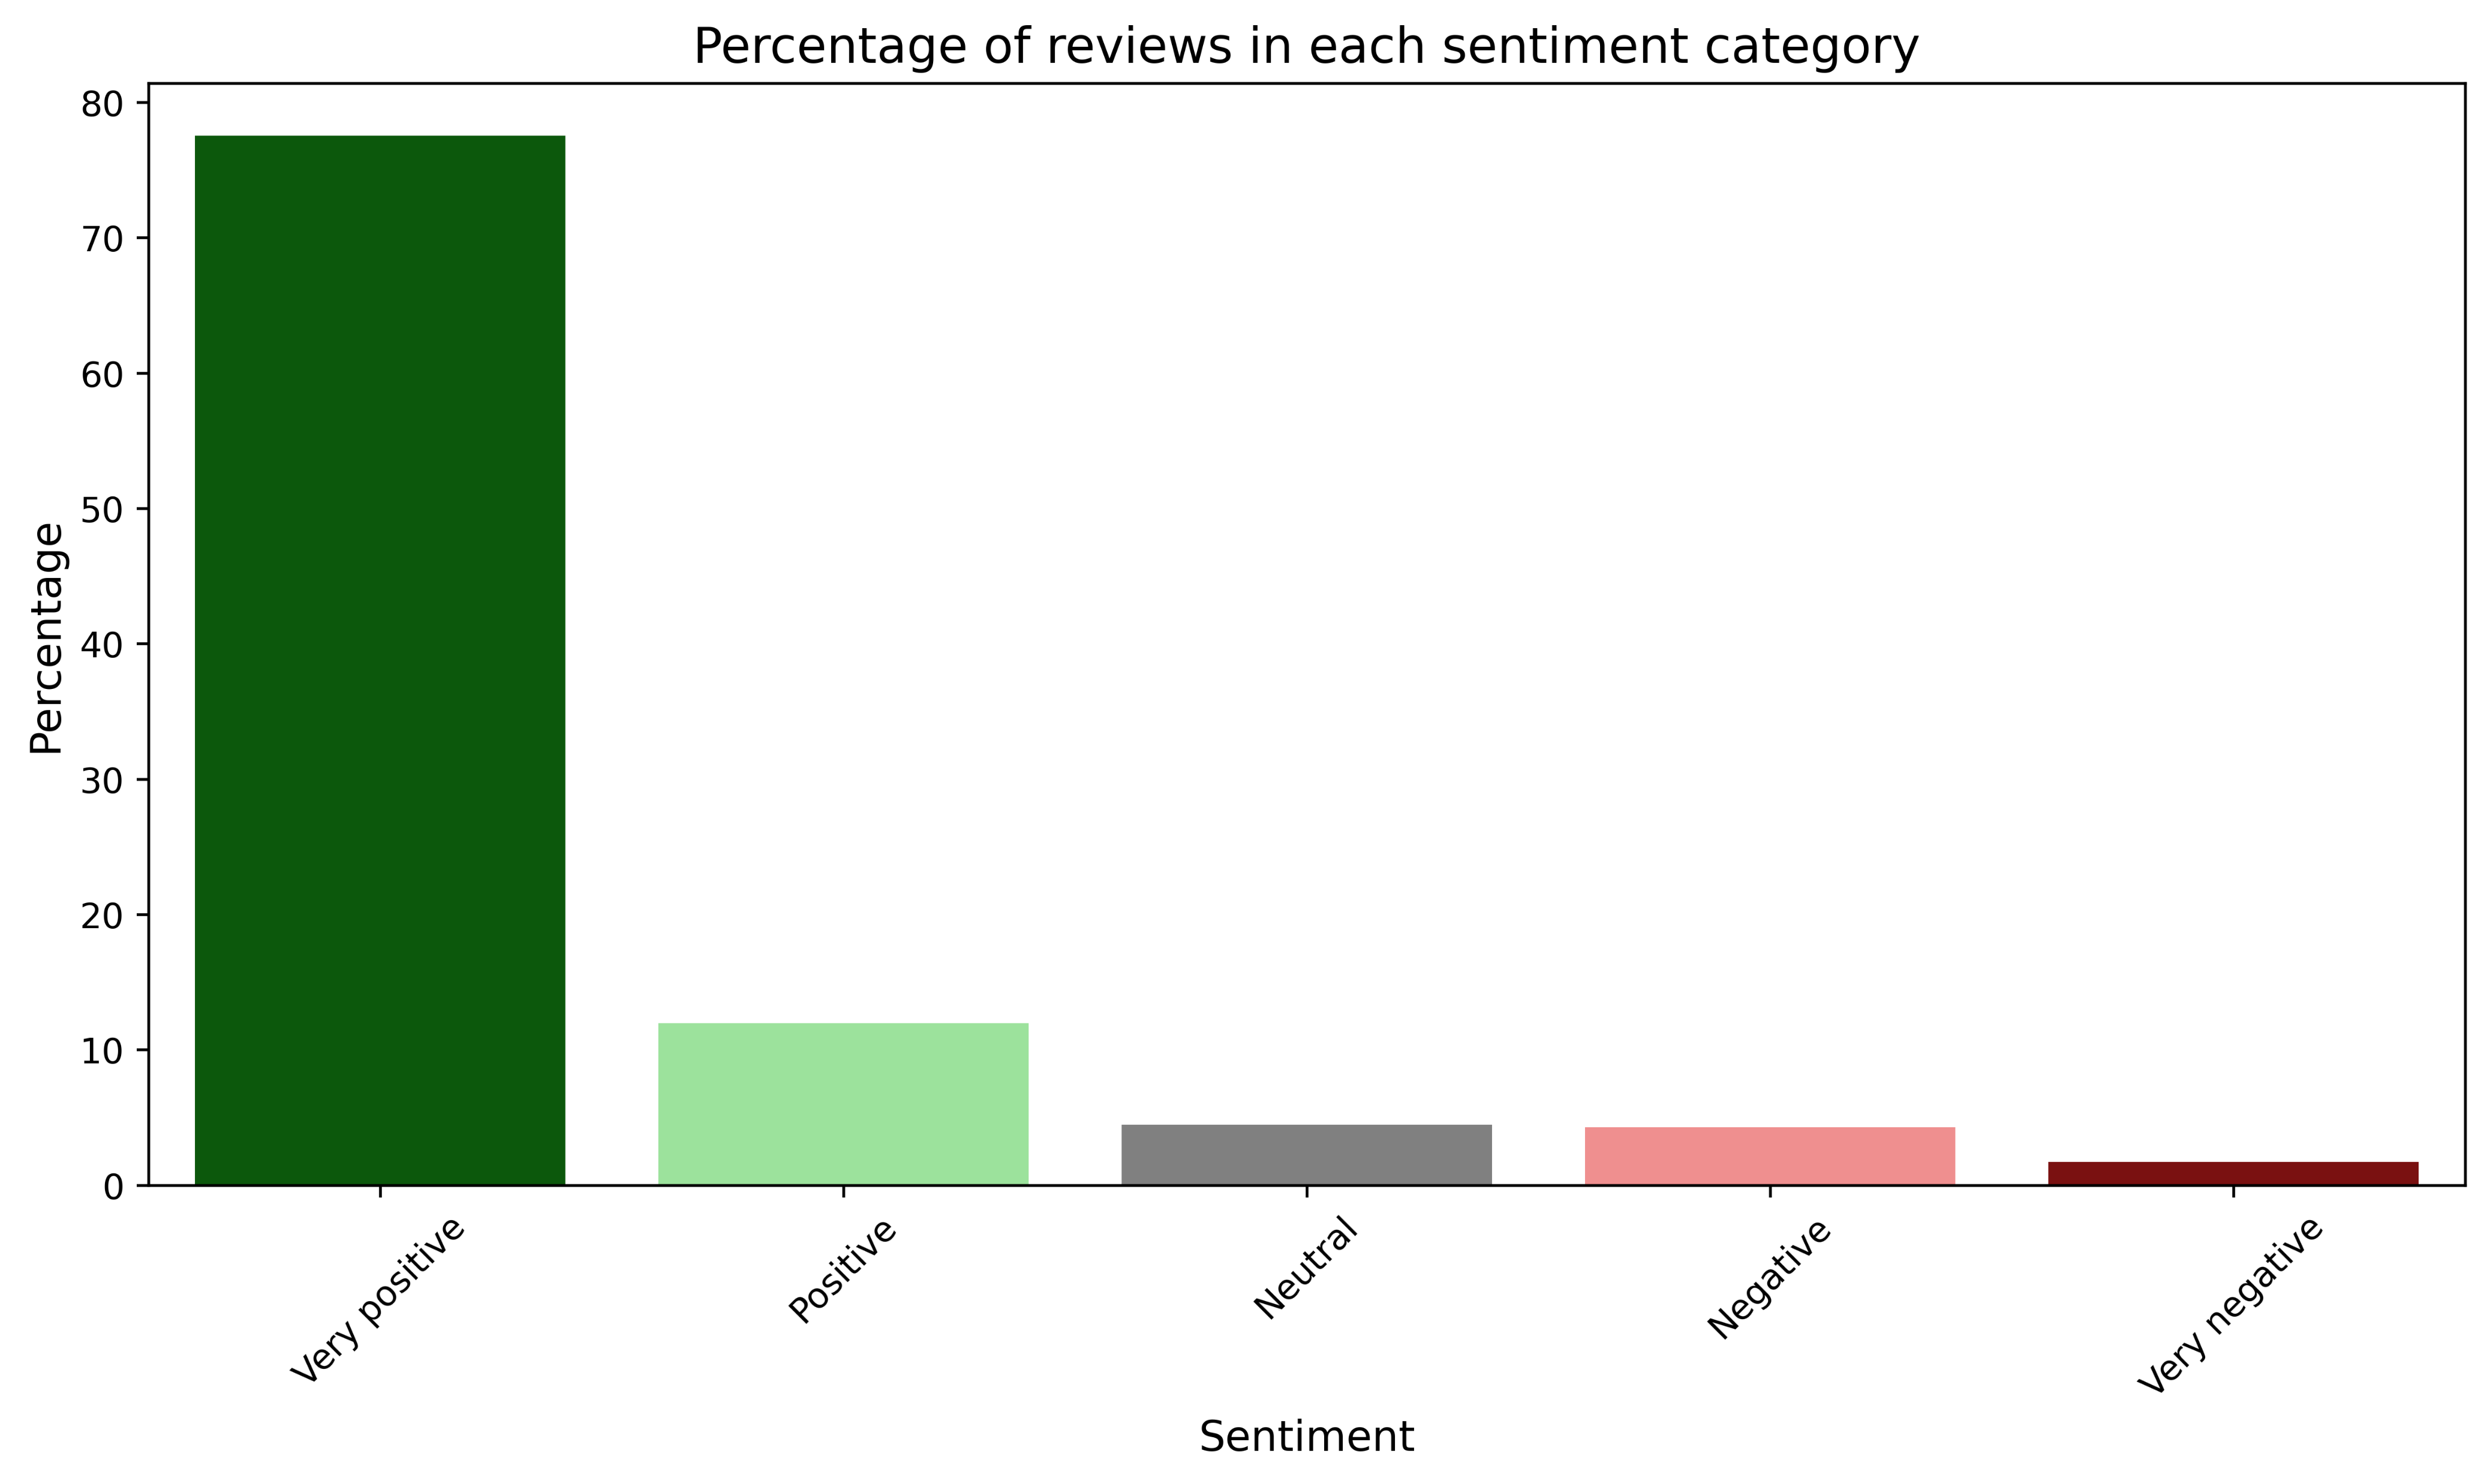 Percentage of reviews in each sentiment category
Percentage
80
70
60
50
40
30
20
10
0
Very positive
Positive
Neutral
Negative
Very negative
Sentiment